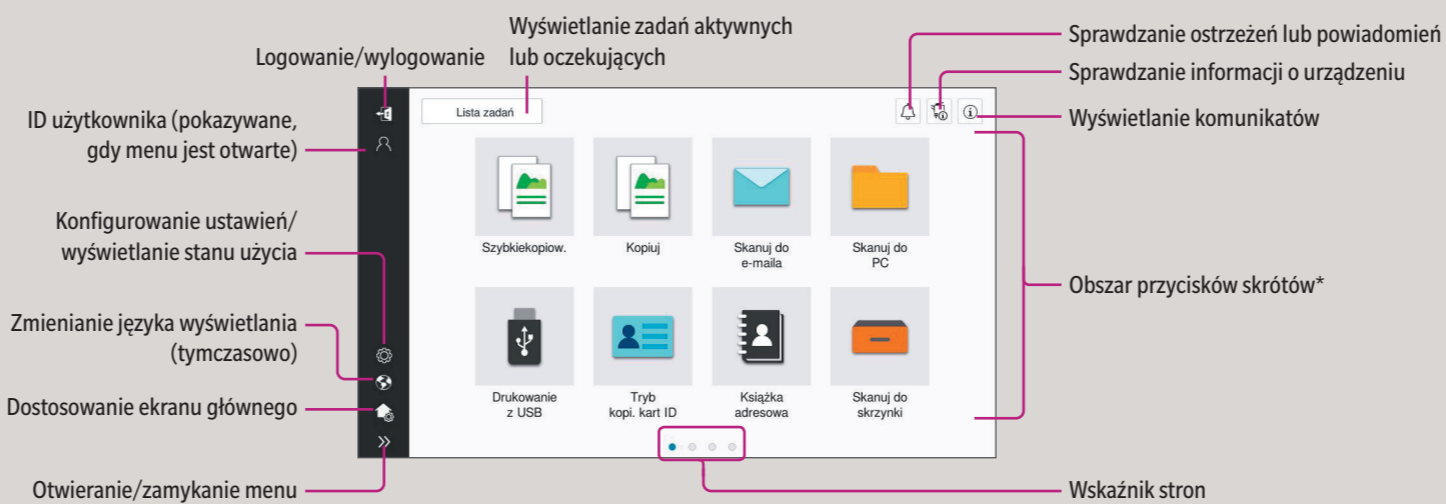 Wyświetlanie zadań aktywnych
lub oczekujących
Logowanie/wylogowanie
ID użytkownika (pokazywane,
gdy menu jest otwarte)
Konfigurowanie ustawień/
wyświetlanie stanu użycia
Zmienianie języka wyświetlania
(tymczasowo)
Dostosowanie ekranu głównego
Otwieranie/zamykanie menu
Lista zadań
Szybkiekopiow.
Kopiuj
Skanuj do
e-maila
Skanuj do
PC
Drukowanie
z USB
Tryb
kopi. kart ID
Książka
adresowa
Skanuj do
skrzynki
Sprawdzanie ostrzeżeń lub powiadomień
Sprawdzanie informacji o urządzeniu
Wyświetlanie komunikatów
Obszar przycisków skrótów*
Wskaźnik stron